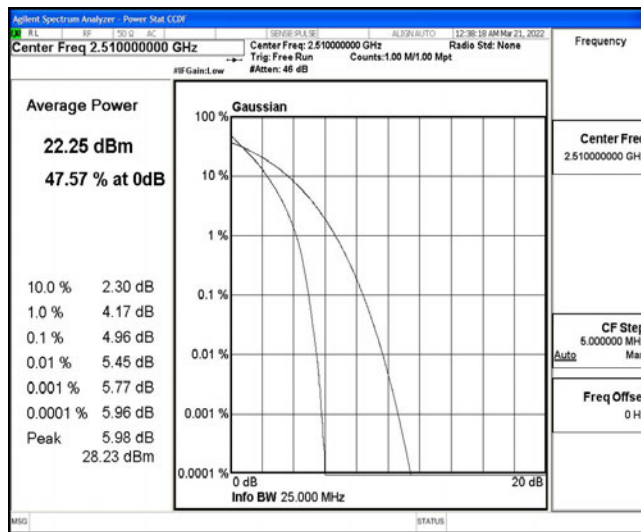 Agilent Spectrum Analyzer - Power Stat CCDF
RL RF 50 Ω AC SENSE:PULSE ALIGN AUTO 12:38:18 AM Mar 21, 2022
Center Freq 2.510000000 GHz
Center Freq: 2.510000000 GHz Radio Std: None
Trig: Free Run Counts:1.00 M/1.00 Mpt
#IFGain:Low #Atten: 46 dB
Frequency
Average Power
22.25 dBm
47.57 % at 0dB
10.0 % 2.30 dB
1.0 % 4.17 dB
0.1 % 4.96 dB
0.01 % 5.45 dB
0.001 % 5.77 dB
0.0001 % 5.96 dB
Peak 5.98 dB
28.23 dBm
Gaussian
100 %
10 %
1 %
0.1 %
0.01 %
0.001 %
0.0001 %
0 dB 20 dB
Info BW 25.000 MHz
Center Freq
2.510000000 GH
CF Step
5.000000 MH
Auto Ma
Freq Offse
0 H
MSG STATUS